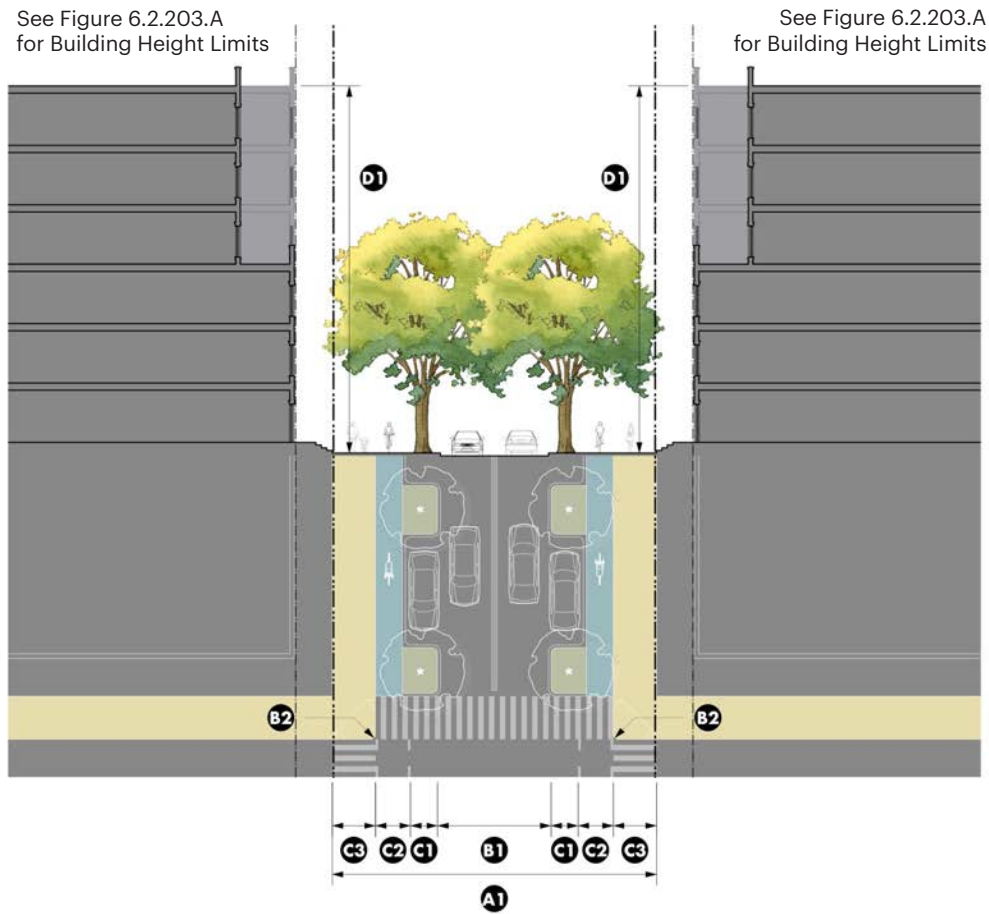 See Figure 6.2.203.A
for Building Height Limits
See Figure 6.2.203.A
for Building Height Limits
D1
D1
B2
B2
C3
C2
C1
B1
C1
C2
C3
A1